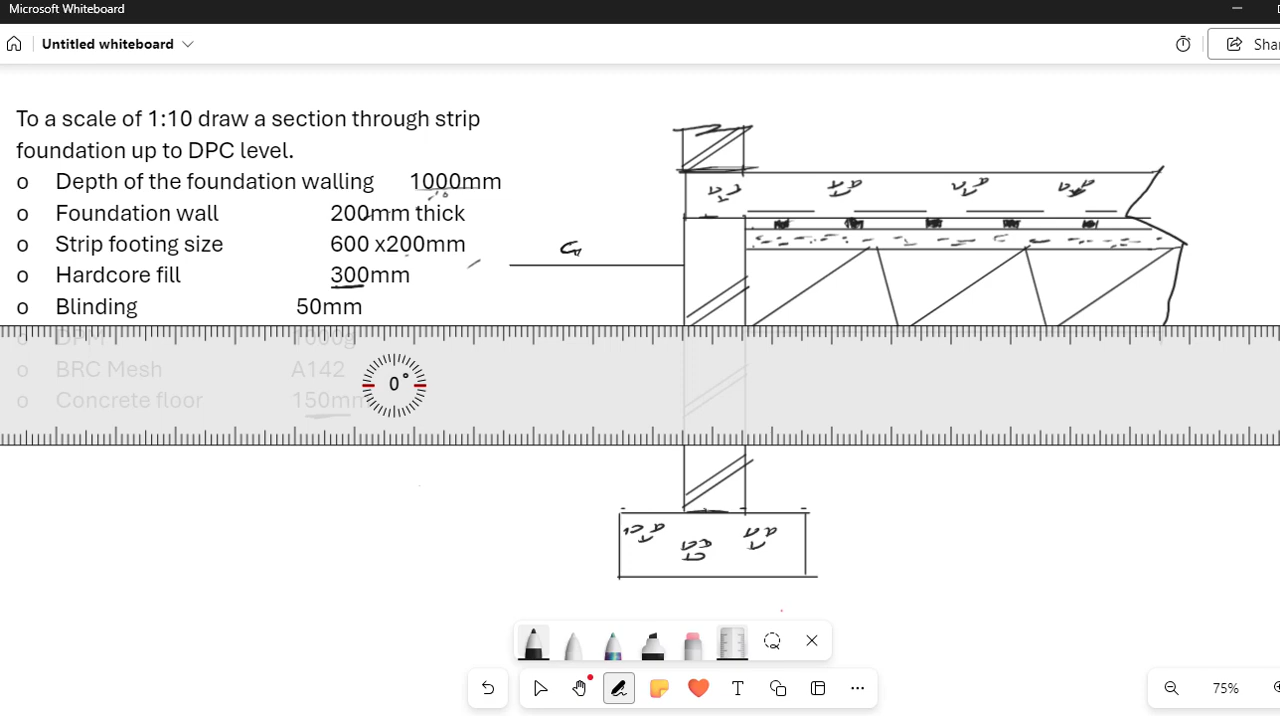 Microsoft Whiteboard
Untitled whiteboard
Shar
To a scale of 1:10 draw a section through strip
foundation up to DPC level.
o Depth of the foundation walling 1000mm
o Foundation wall 200mm thick
o Strip footing size 600 x200mm
o Hardcore fill 300mm
o Blinding 50mm
o DPM 1000g
o BRC Mesh A142
o Concrete floor 150mm
0°
75%